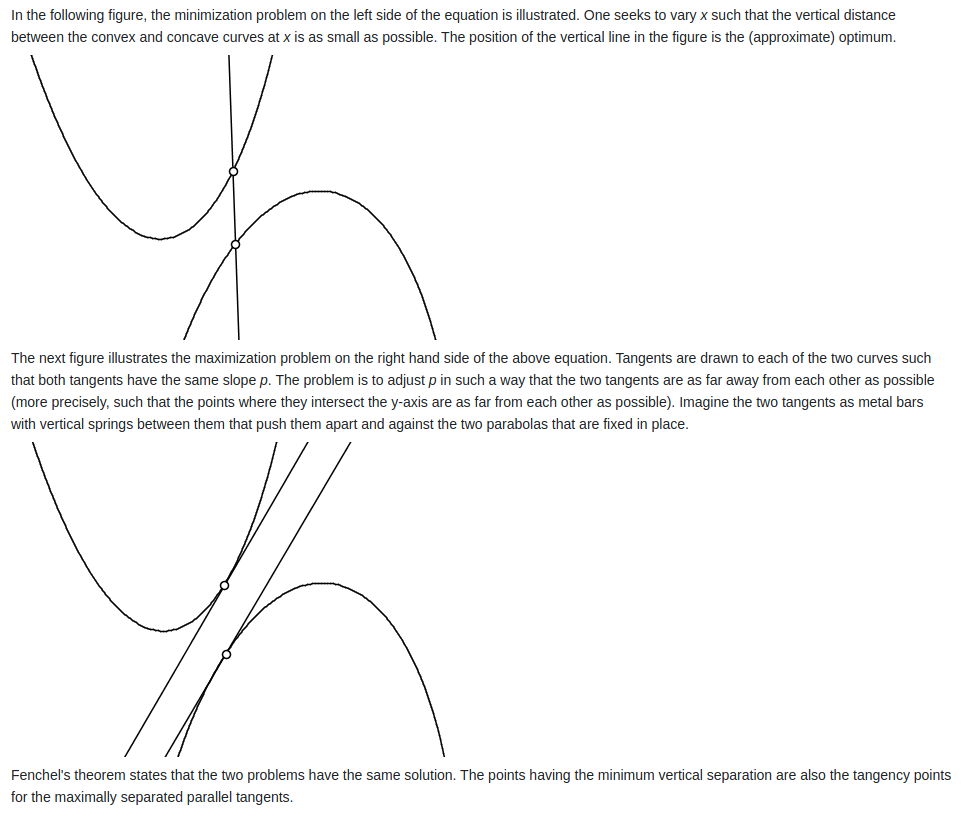 In the following figure, the minimization problem on the left side of the equation is illustrated. One seeks to vary x such that the vertical distance
between the convex and concave curves at x is as small as possible. The position of the vertical line in the figure is the (approximate) optimum.
The next figure illustrates the maximization problem on the right hand side of the above equation. Tangents are drawn to each of the two curves such
that both tangents have the same slope p. The problem is to adjust p in such a way that the two tangents are as far away from each other as possible
(more precisely, such that the points where they intersect the y-axis are as far from each other as possible). Imagine the two tangents as metal bars
with vertical springs between them that push them apart and against the two parabolas that are fixed in place.
Fenchel's theorem states that the two problems have the same solution. The points having the minimum vertical separation are also the tangency points
for the maximally separated parallel tangents.